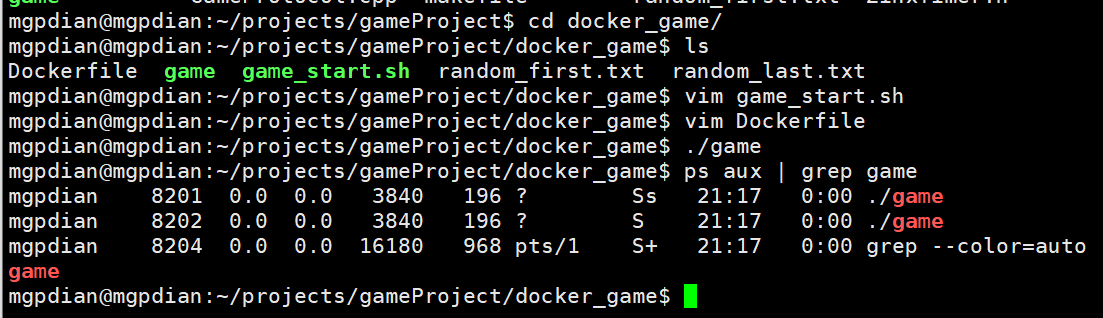 game
mgpdian@mgpdian:~/projects/gameProject$ cd docker_game/
mgpdian@mgpdian:~/projects/gameProject/docker_game$ ls
Dockerfile  game  game_start.sh  random_first.txt  random_last.txt
mgpdian@mgpdian:~/projects/gameProject/docker_game$ vim game_start.sh
mgpdian@mgpdian:~/projects/gameProject/docker_game$ vim Dockerfile
mgpdian@mgpdian:~/projects/gameProject/docker_game$ ./game
mgpdian@mgpdian:~/projects/gameProject/docker_game$ ps aux | grep game
mgpdian    8201  0.0  0.0   3840   196 ?        Ss   21:17   0:00 ./game
mgpdian    8202  0.0  0.0   3840   196 ?        S    21:17   0:00 ./game
mgpdian    8204  0.0  0.0  16180   968 pts/1    S+   21:17   0:00 grep --color=auto
game
mgpdian@mgpdian:~/projects/gameProject/docker_game$